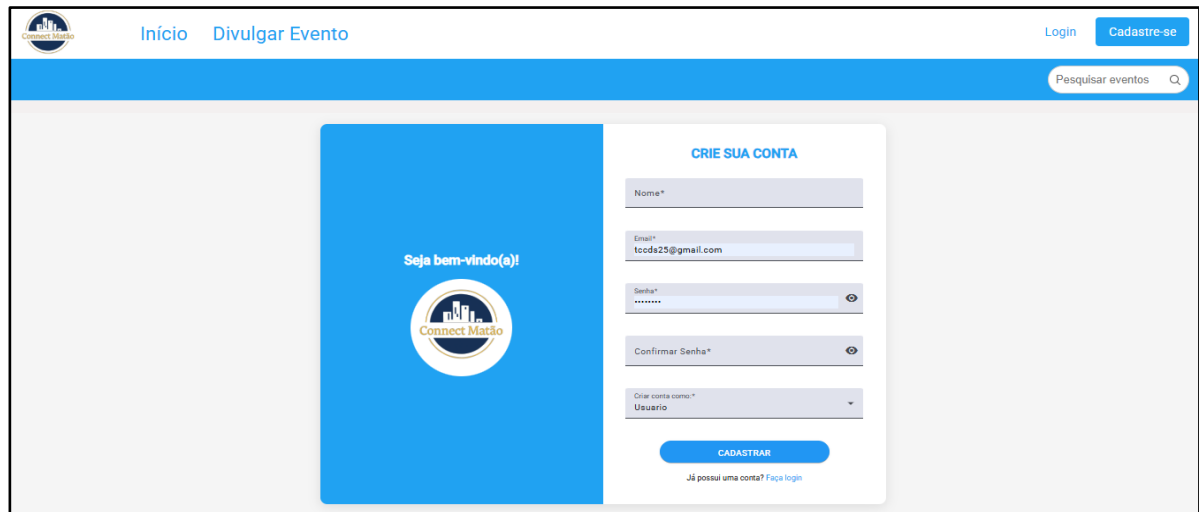 Connect Matão
Início Divulgar Evento
Login Cadastre-se
Pesquisar eventos
CRIE SUA CONTA
Nome*
Email*
tccds25@gmail.com
Seja bem-vindo(a)!
Connect Matão
Senha*
••••••••
Confirmar Senha*
Criar conta como:*
Usuario
CADASTRAR
Já possui uma conta? Faça login